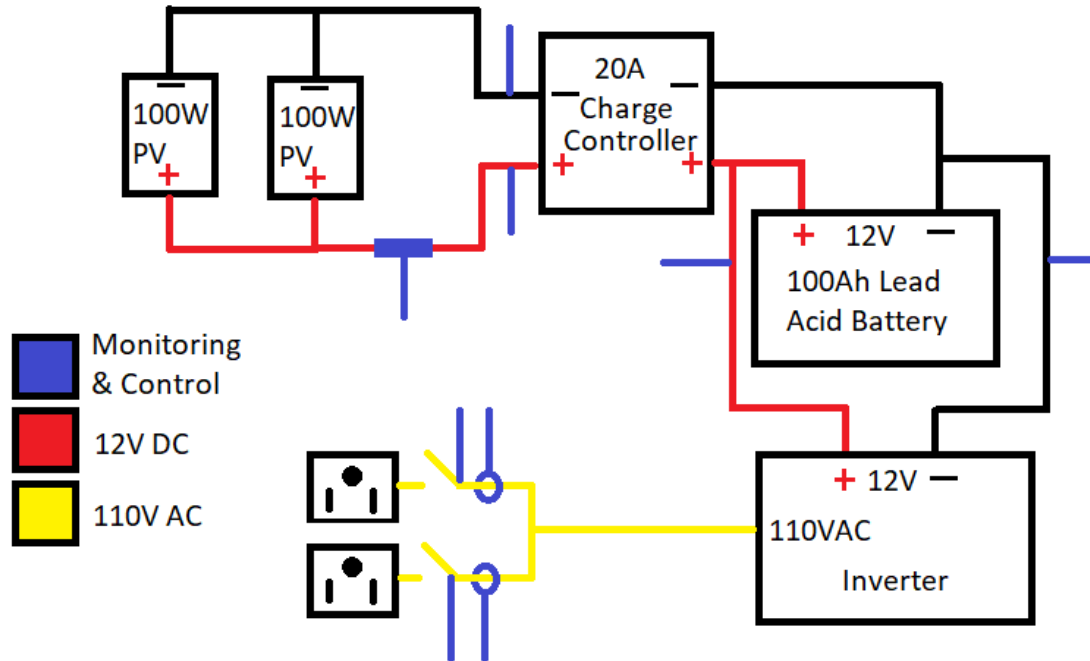 100W
PV
+
100W
PV
+
20A
Charge
Controller
+
+
+ 12V −
100Ah Lead
Acid Battery
Monitoring
& Control
12V DC
110V AC
+ 12V −
110VAC
Inverter